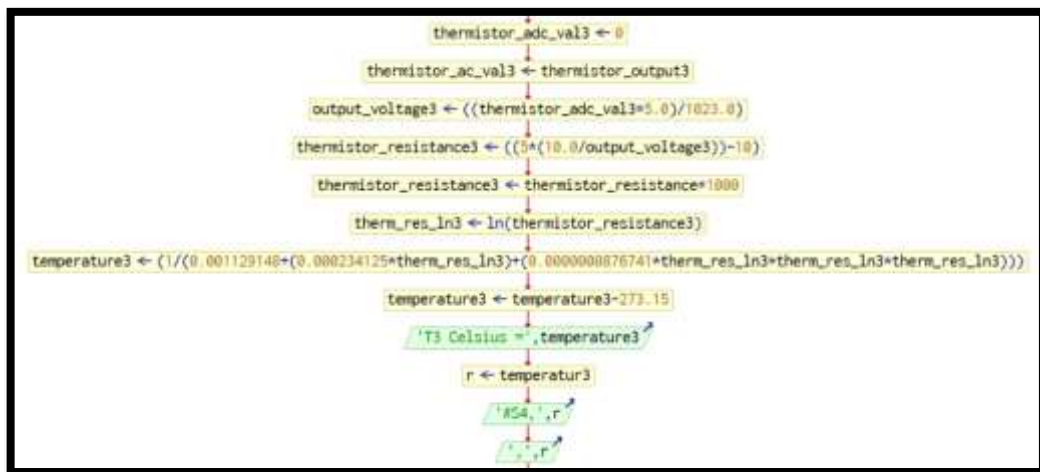 thermistor_adc_val3 ← 0
thermistor_ac_val3 ← thermistor_output3
output_voltage3 ← ((thermistor_adc_val3*5.0)/1023.0)
thermistor_resistance3 ← ((5*(10.0/output_voltage3))-10)
thermistor_resistance3 ← thermistor_resistance*1000
therm_res_ln3 ← ln(thermistor_resistance3)
temperature3 ← (1/(0.001129148+(0.000234125*therm_res_ln3)+(0.0000000876741*therm_res_ln3*therm_res_ln3*therm_res_ln3)))
temperature3 ← temperature3-273.15
'T3 Celsius =',temperature3
r ← temperatur3
'#S4,',r
',',r